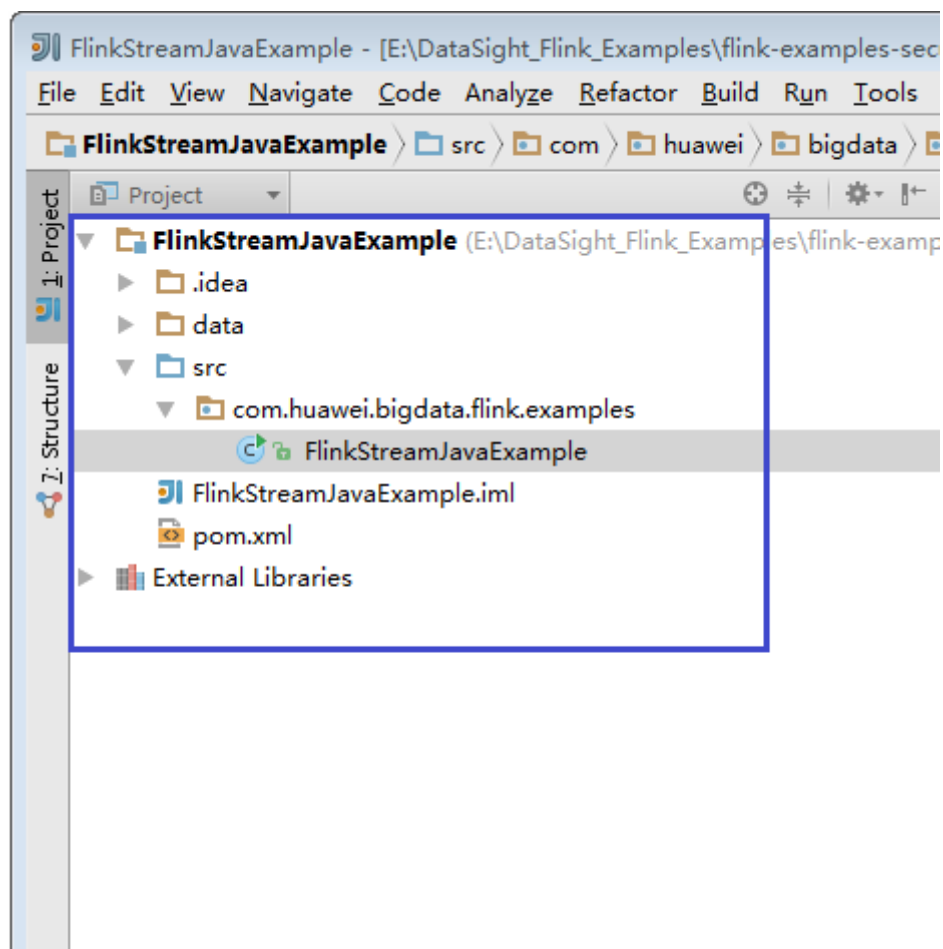 FlinkStreamJavaExample - [E:\DataSight_Flink_Examples\flink-examples-sec
File Edit View Navigate Code Analyze Refactor Build Run Tools
FlinkStreamJavaExample src com huawei bigdata
Project
1: Project
7: Structure
FlinkStreamJavaExample (E:\DataSight_Flink_Examples\flink-examp
.idea
data
src
com.huawei.bigdata.flink.examples
FlinkStreamJavaExample
FlinkStreamJavaExample.iml
pom.xml
External Libraries